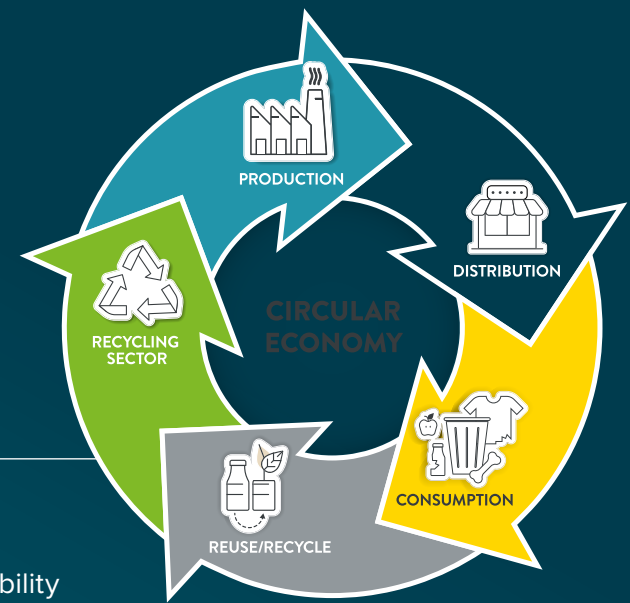 PRODUCTION
DISTRIBUTION
CIRCULAR
ECONOMY
RECYCLING
SECTOR
CONSUMPTION
REUSE/RECYCLE
bility